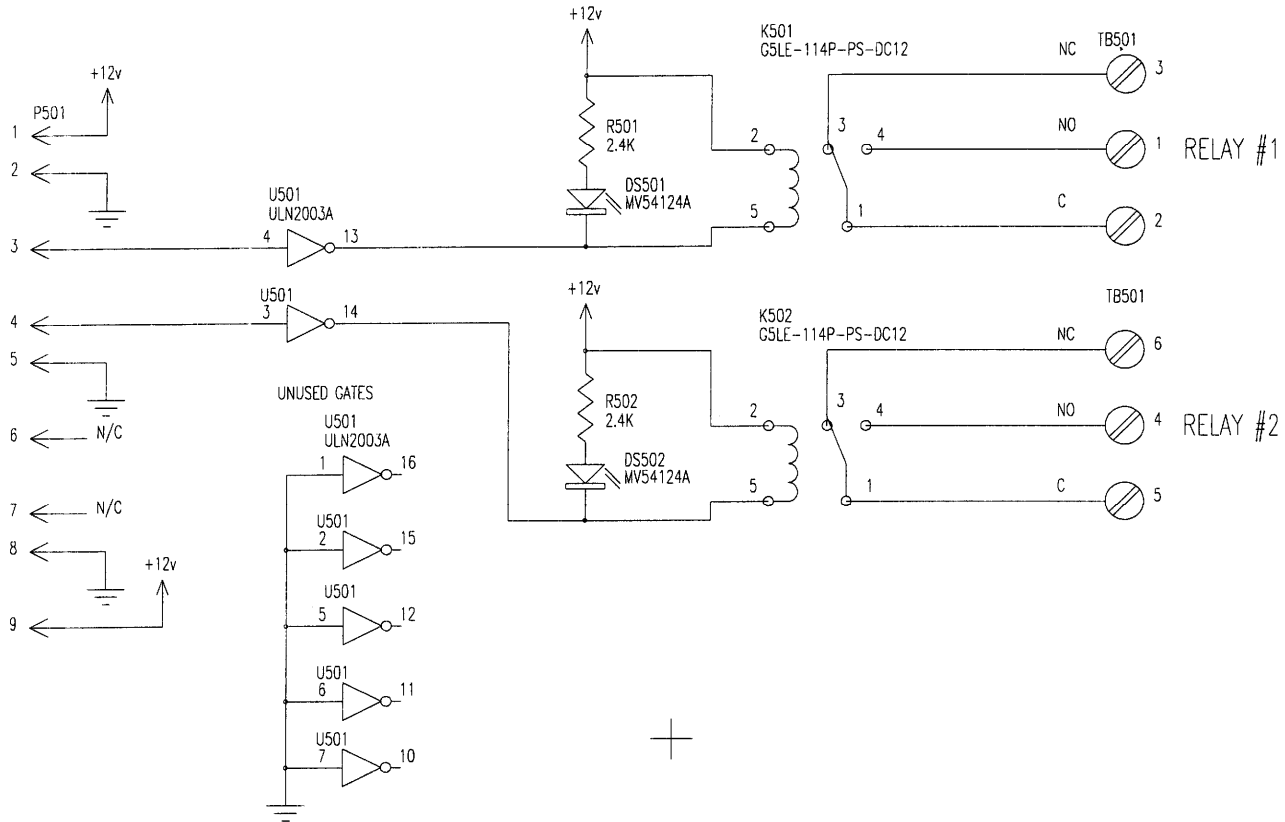 +12v
P501
1
2
3
4
5
6
N/C
7
N/C
8
+12v
9
U501
ULN2003A
4
13
U501
3
14
UNUSED GATES
U501
ULN2003A
1
16
U501
2
15
U501
5
12
U501
6
11
U501
7
10
+12v
R501
2.4K
DS501
MV54124A
K501
G5LE-114P-PS-DC12
2
5
3
4
1
NC
NO
C
TB501
3
1
2
RELAY #1
+12v
R502
2.4K
DS502
MV54124A
K502
G5LE-114P-PS-DC12
2
5
3
4
1
NC
NO
C
TB501
6
4
5
RELAY #2